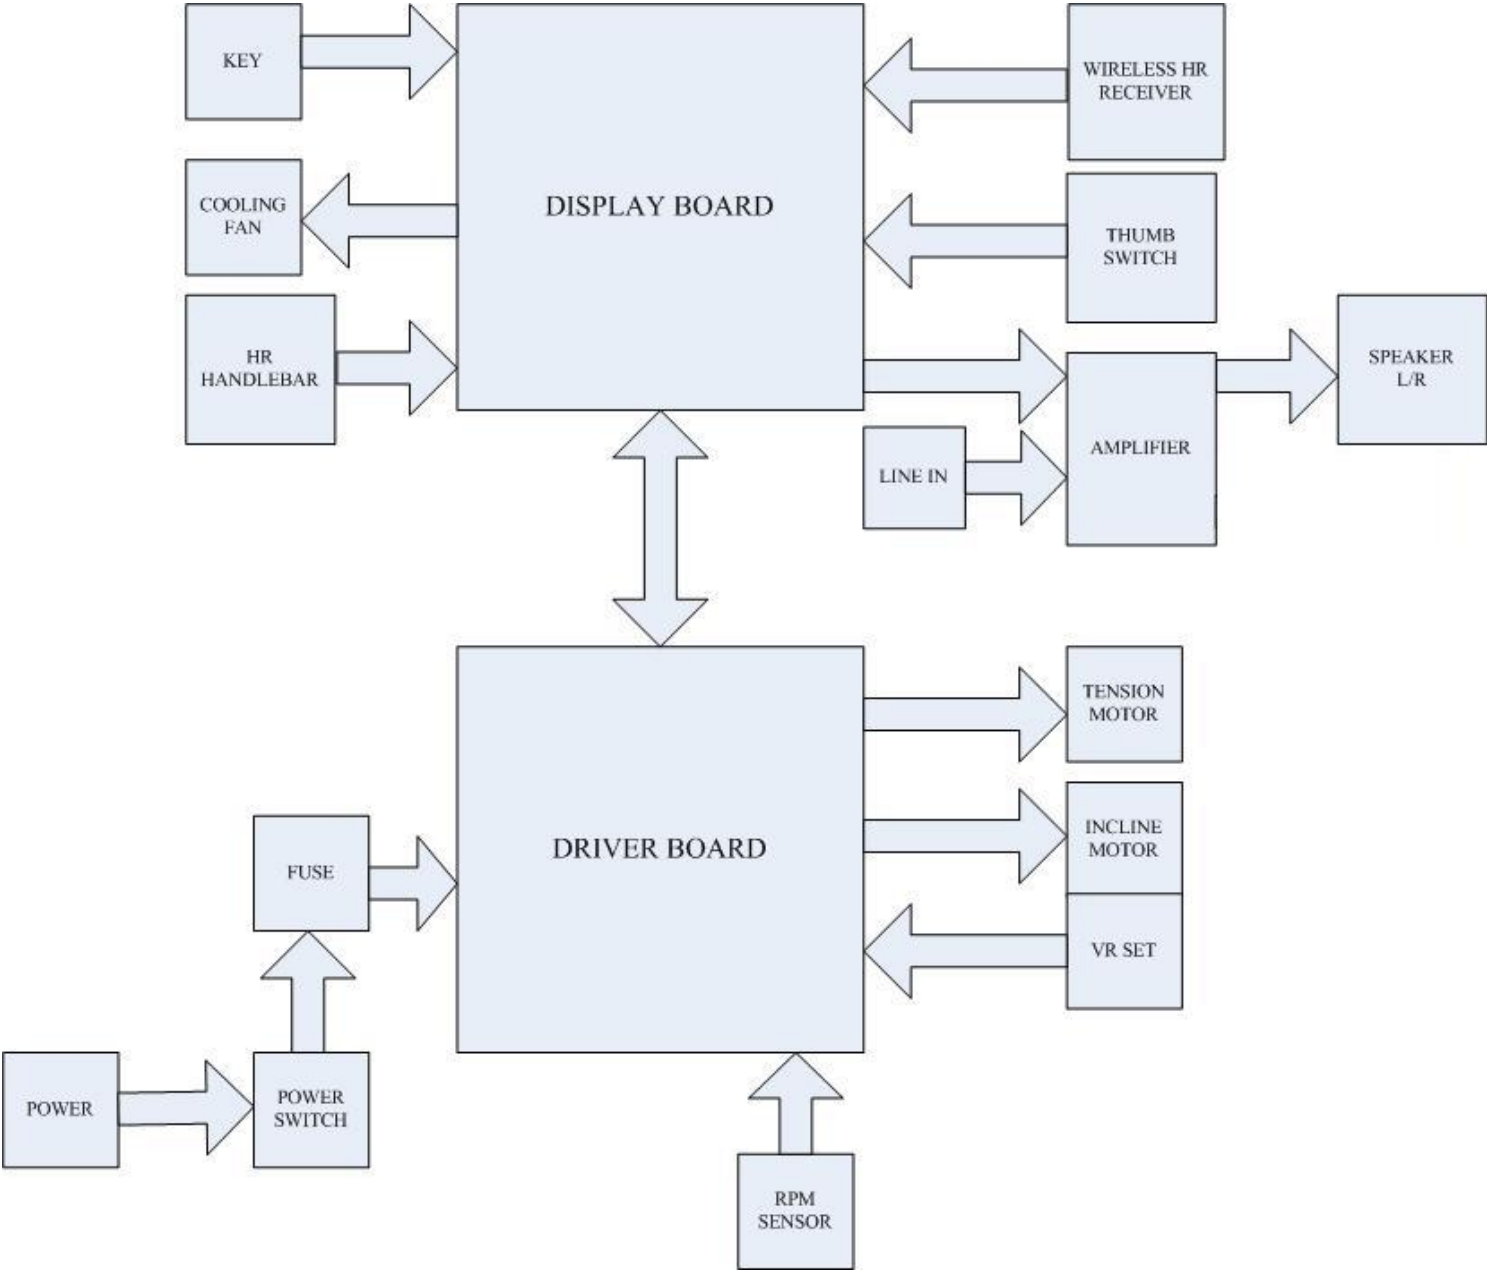 KEY
WIRELESS HR
RECEIVER
COOLING
FAN
DISPLAY BOARD
THUMB
SWITCH
HR
HANDLEBAR
SPEAKER
L/R
AMPLIFIER
LINE IN
TENSION
MOTOR
INCLINE
MOTOR
DRIVER BOARD
FUSE
VR SET
POWER
POWER
SWITCH
RPM
SENSOR